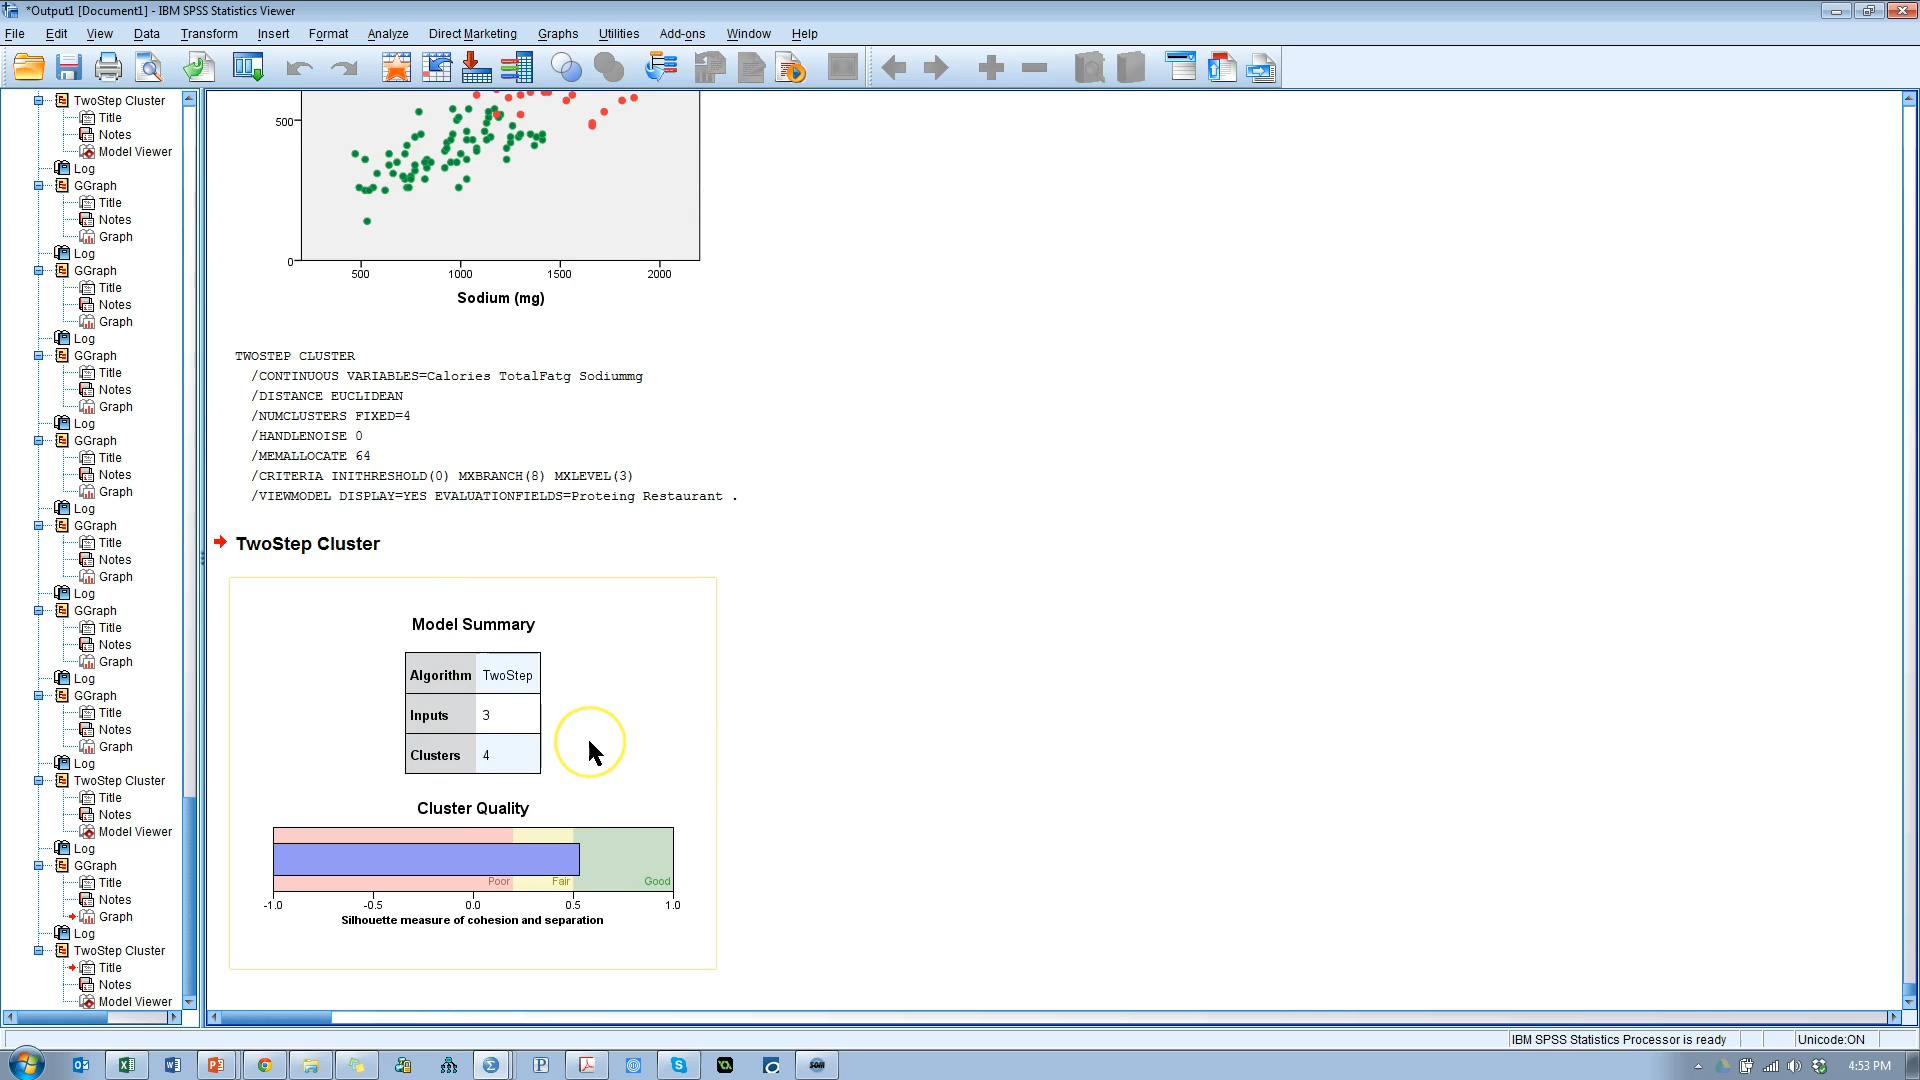 *Output1 [Document1] - IBM SPSS Statistics Viewer
File Edit View Data Transform Insert Format Analyze Direct Marketing Graphs Utilities Add-ons Window Help
TwoStep Cluster
Title
Notes
Model Viewer
Log
GGraph
Title
Notes
Graph
Log
GGraph
Title
Notes
Graph
Log
GGraph
Title
Notes
Graph
Log
GGraph
Title
Notes
Graph
Log
GGraph
Title
Notes
Graph
Log
GGraph
Title
Notes
Graph
Log
GGraph
Title
Notes
Graph
Log
TwoStep Cluster
Title
Notes
Model Viewer
Log
GGraph
Title
Notes
Graph
Log
TwoStep Cluster
Title
Notes
Model Viewer
500
0
500 1000 1500 2000
Sodium (mg)
TWOSTEP CLUSTER
/CONTINUOUS VARIABLES=Calories TotalFatg Sodiummg
/DISTANCE EUCLIDEAN
/NUMCLUSTERS FIXED=4
/HANDLENOISE 0
/MEMALLOCATE 64
/CRITERIA INITHRESHOLD(0) MXBRANCH(8) MXLEVEL(3)
/VIEWMODEL DISPLAY=YES EVALUATIONFIELDS=Proteing Restaurant .
TwoStep Cluster
Model Summary
Algorithm TwoStep
Inputs 3
Clusters 4
Cluster Quality
Poor Fair Good
-1.0 -0.5 0.0 0.5 1.0
Silhouette measure of cohesion and separation
IBM SPSS Statistics Processor is ready Unicode:ON
4:53 PM